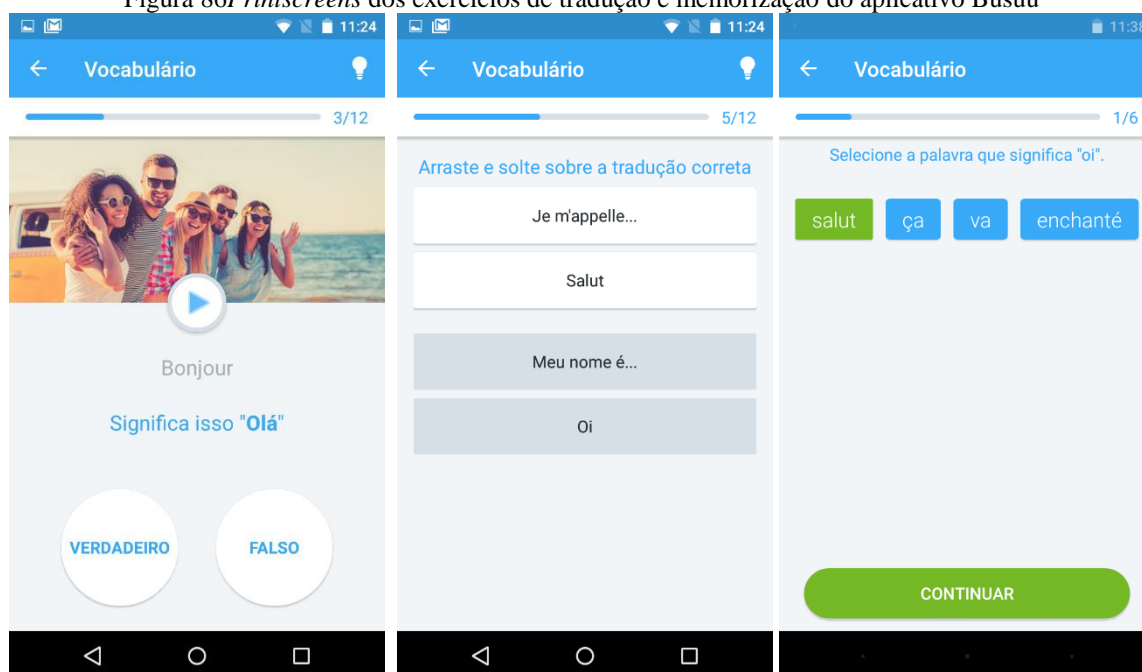 Figura 86Printscreens dos exercícios de tradução e memorização do aplicativo Busuu
11:24
Vocabulário
3/12
Bonjour
Significa isso "Olá"
VERDADEIRO
FALSO
11:24
Vocabulário
5/12
Arraste e solte sobre a tradução correta
Je m'appelle...
Salut
Meu nome é...
Oi
11:38
Vocabulário
1/6
Selecione a palavra que significa "oi".
salut ça va enchanté
CONTINUAR